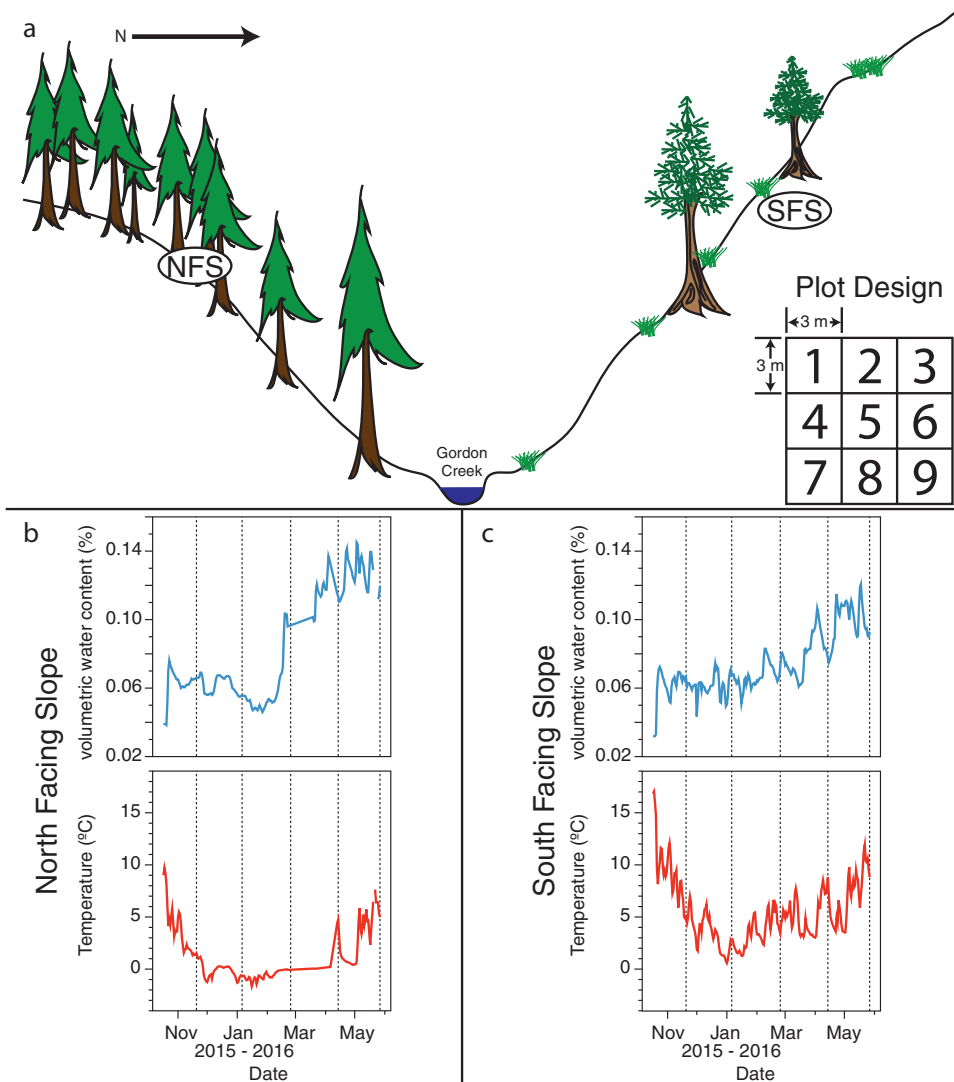 a
N
NFS
SFS
Gordon
Creek
Plot Design
3 m
3 m
1 2 3
4 5 6
7 8 9
b
North Facing Slope
volumetric water content (%)
0.14
0.10
0.06
0.02
Temperature (ºC)
15
10
5
0
Nov Jan Mar May
2015 - 2016
Date
c
South Facing Slope
volumetric water content (%)
0.14
0.10
0.06
0.02
Temperature (ºC)
15
10
5
0
Nov Jan Mar May
2015 - 2016
Date